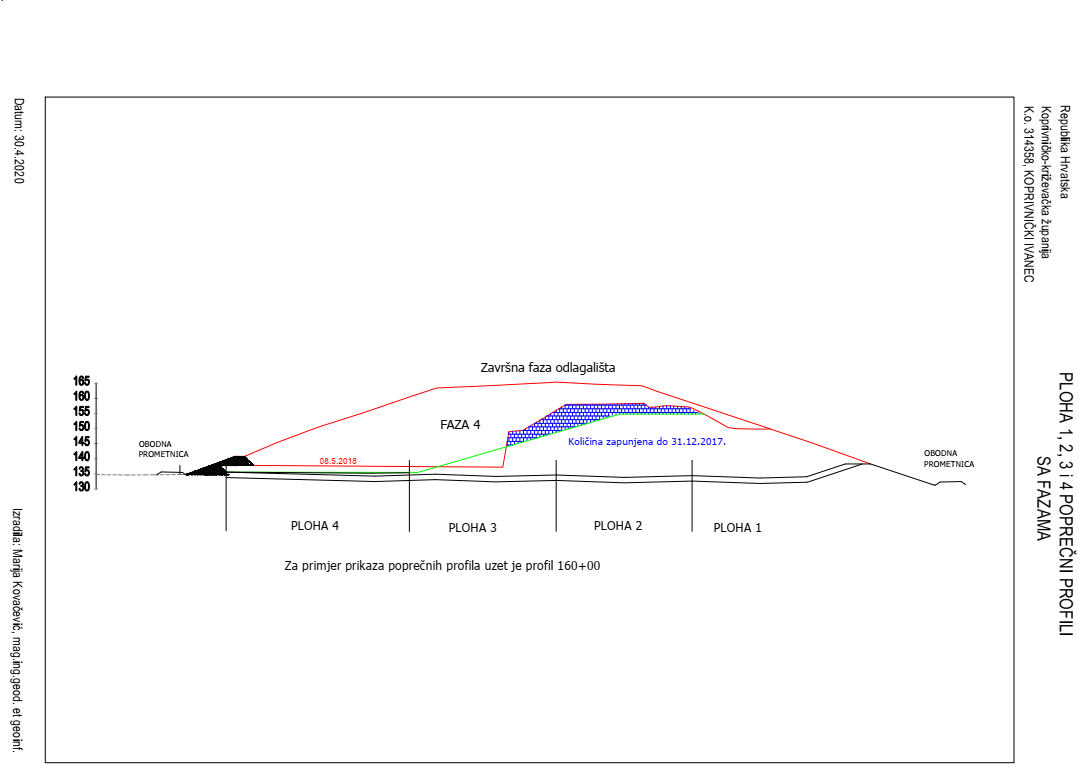 Republika Hrvatska
Koprivničko-križevačka županija
K.o. 314358, KOPRIVNIČKI IVANEC
PLOHA 1, 2, 3 i 4 POPREČNI PROFILI
SA FAZAMA
Datum: 30.4.2020
Izradila: Marija Kovačević, mag.ing.geod. et geoinf.
Završna faza odlagališta
165
160
155
150
145
140
135
130
FAZA 4
Količina zapunjena do 31.12.2017.
OBODNA
PROMETNICA
08.5.2018
OBODNA
PROMETNICA
PLOHA 4
PLOHA 3
PLOHA 2
PLOHA 1
Za primjer prikaza poprečnih profila uzet je profil 160+00